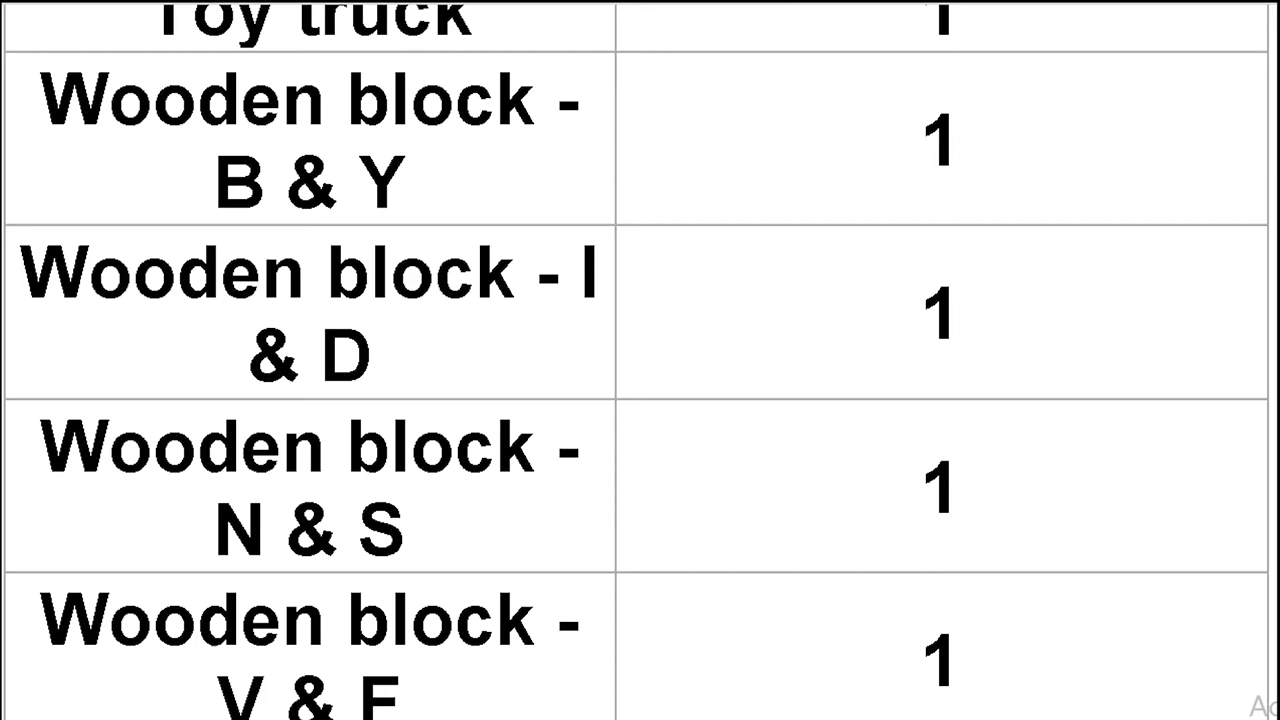 Toy truck 1
Wooden block -
B & Y 1
Wooden block - I
& D 1
Wooden block -
N & S 1
Wooden block -
V & 1